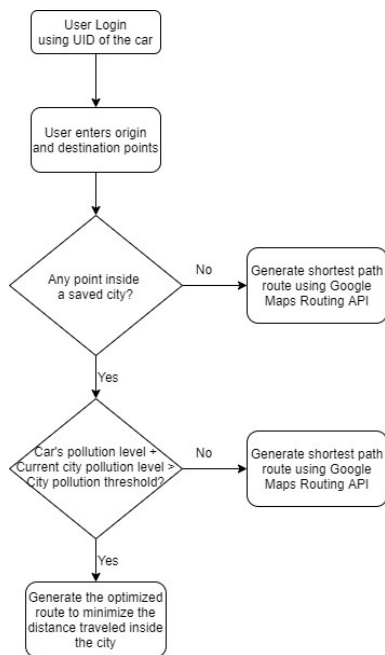 User Login
using UID of the car
User enters origin
and destination points
Any point inside
a saved city?
No
Generate shortest path
route using Google
Maps Routing API
Yes
Car's pollution level +
Current city pollution level >
City pollution threshold?
No
Generate shortest path
route using Google
Maps Routing API
Yes
Generate the optimized
route to minimize the
distance traveled inside
the city